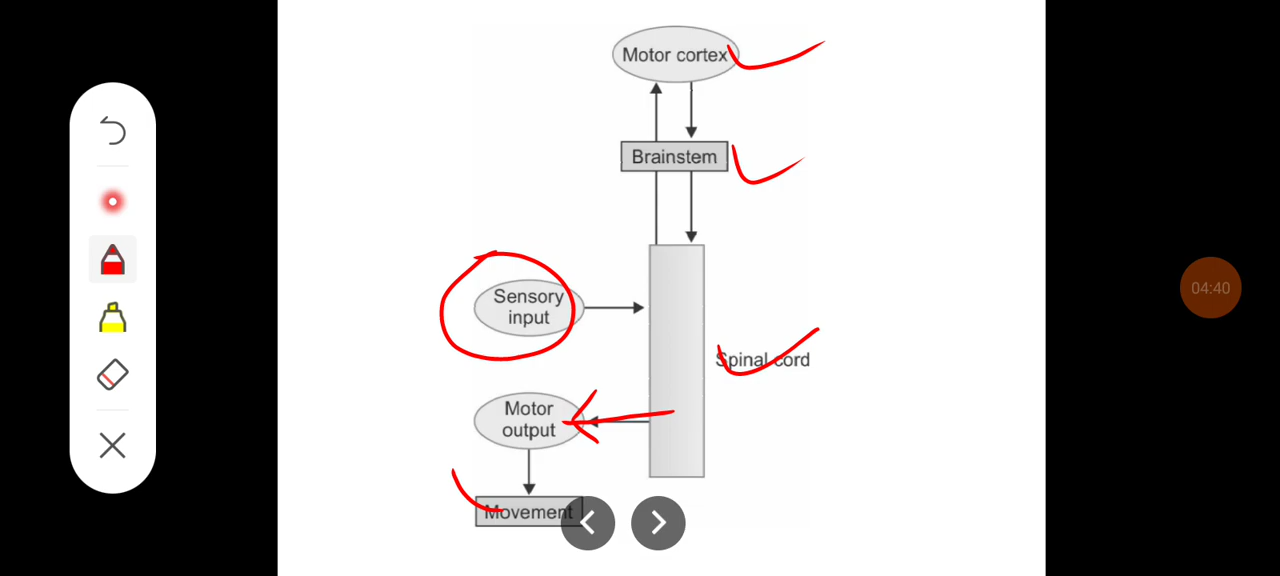 Motor cortex
Brainstem
Sensory
input
Spinal cord
Motor
output
Movement
04:40